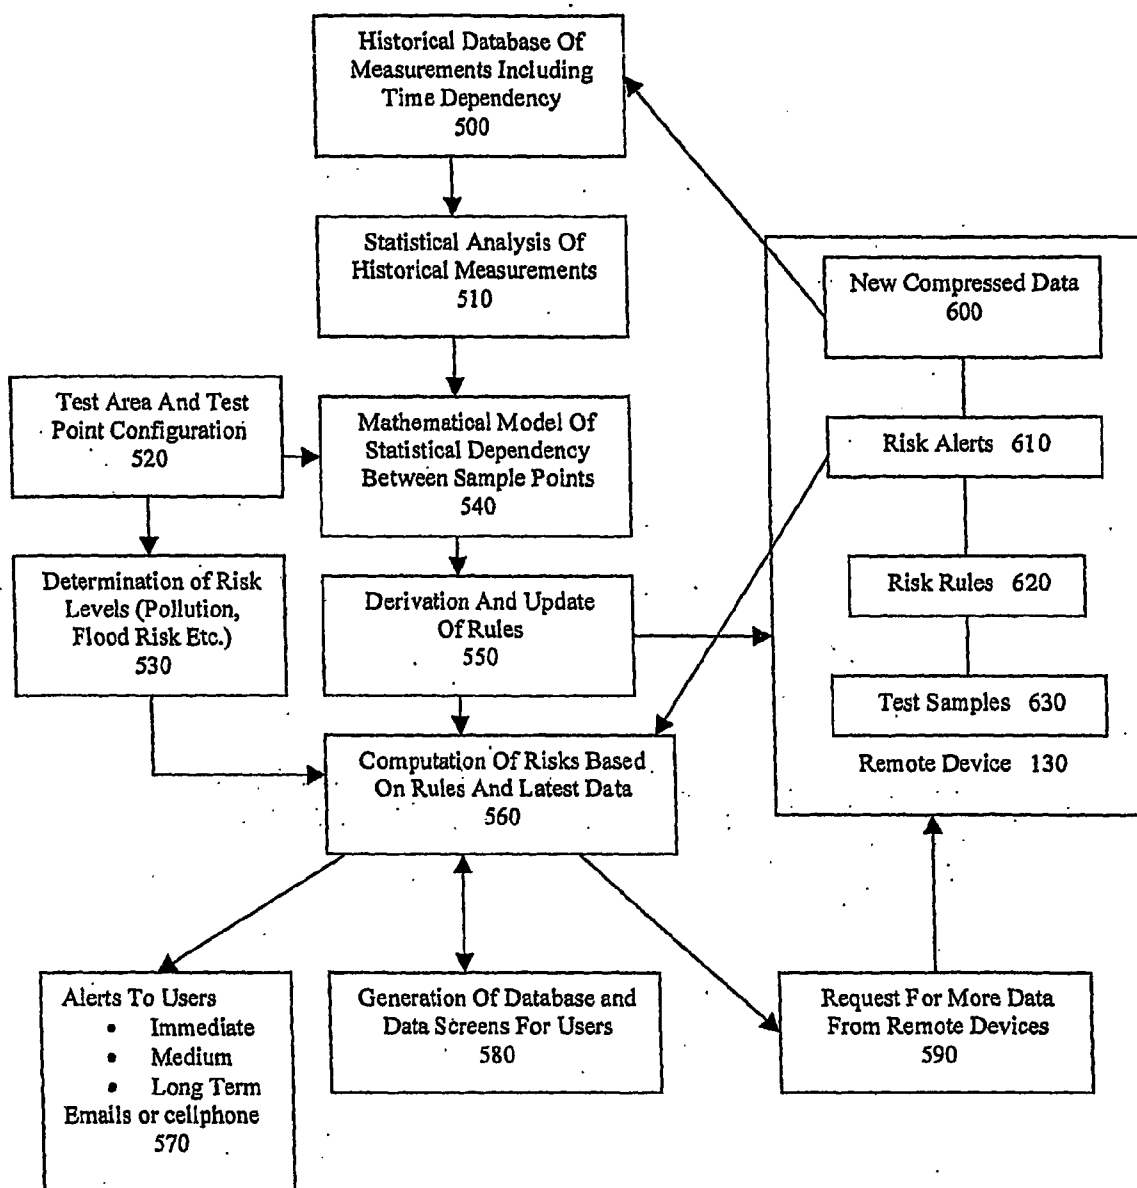 Historical Database Of
Measurements Including
Time Dependency
500
Statistical Analysis Of
Historical Measurements
510
New Compressed Data
600
Test Area And Test
Point Configuration
520
Mathematical Model Of
Statistical Dependency
Between Sample Points
540
Risk Alerts 610
Determination of Risk
Levels (Pollution,
Flood Risk Etc.)
530
Derivation And Update
Of Rules
550
Risk Rules 620
Test Samples 630
Remote Device 130
Computation Of Risks Based
On Rules And Latest Data
560
Alerts To Users
• Immediate
• Medium
• Long Term
Emails or cellphone
570
Generation Of Database and
Data Screens For Users
580
Request For More Data
From Remote Devices
590